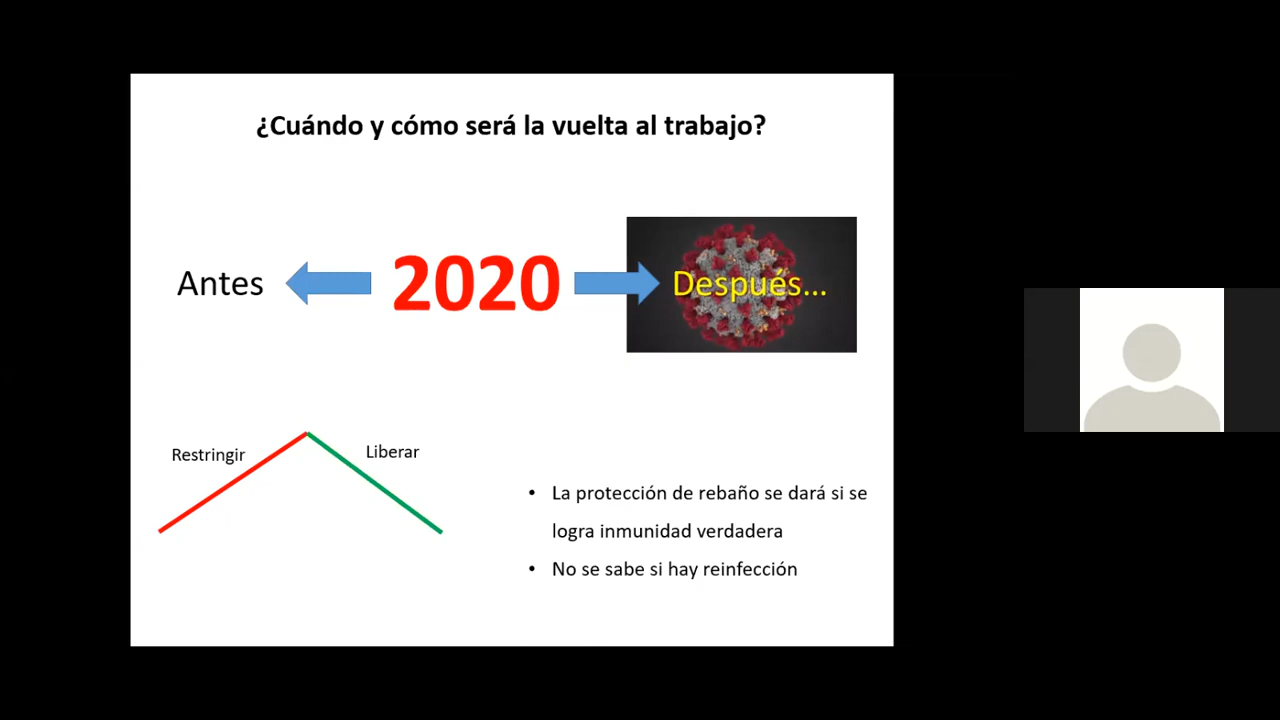 ¿Cuándo y cómo será la vuelta al trabajo?
Antes
2020
Después...
Restringir
Liberar
• La protección de rebaño se dará si se
logra inmunidad verdadera
• No se sabe si hay reinfección